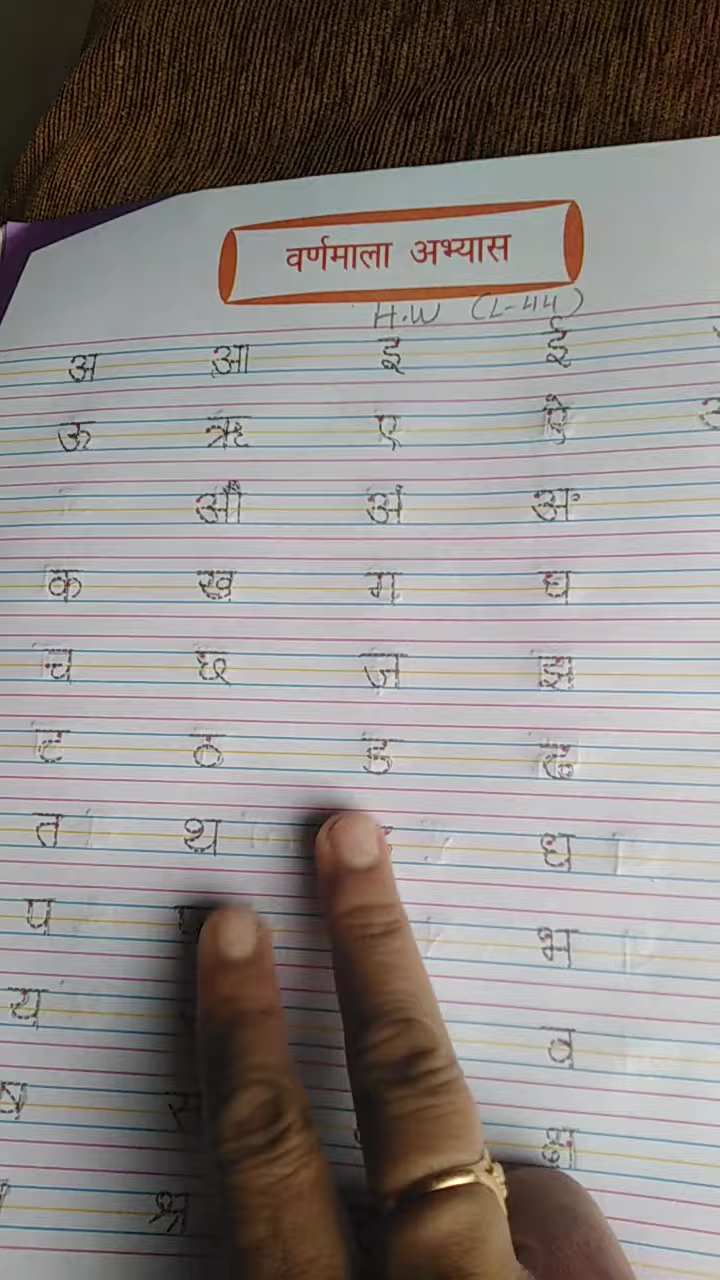 वर्णमाला अभ्यास
H.W (L-44)
अ आ इ ई
ऊ ऋ ए ऐ
औ अं अः
क ख ग घ
च छ ज झ
ट ठ ड ढ
त थ ध
प भ
य व
ष स क्ष
श्र